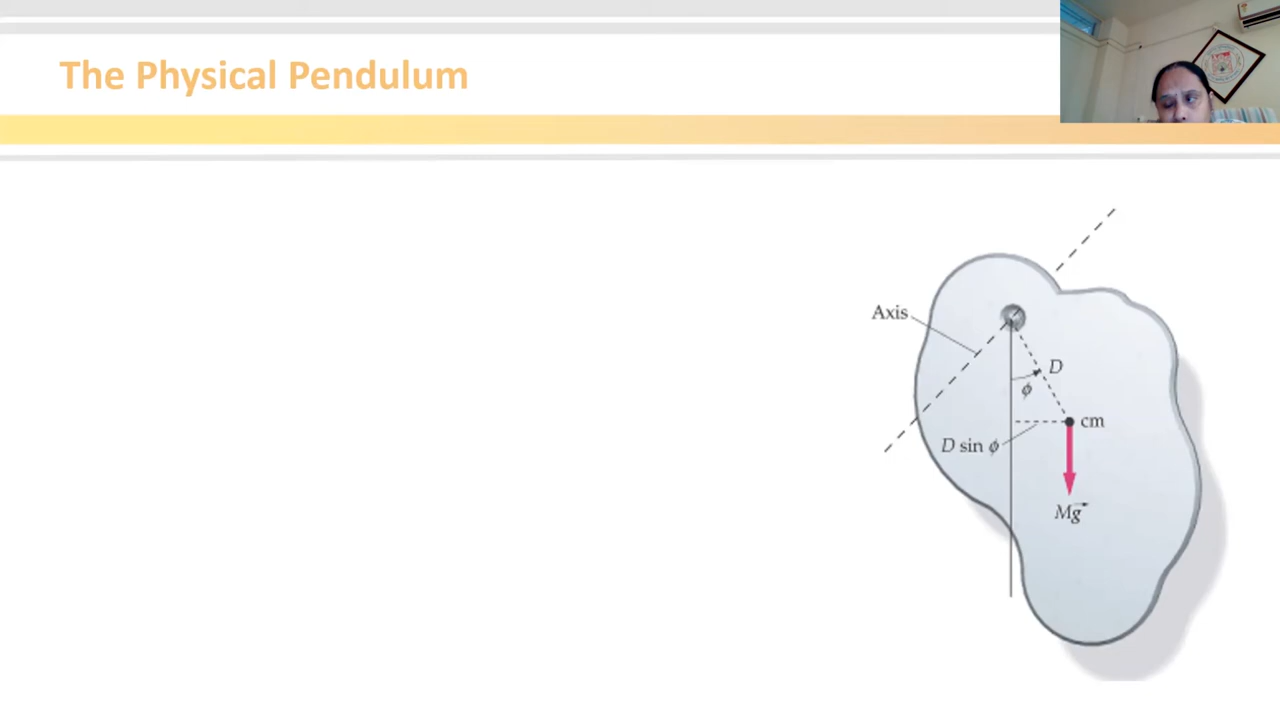 The Physical Pendulum
Axis
D
ϕ
cm
D sin ϕ
Mg⃗